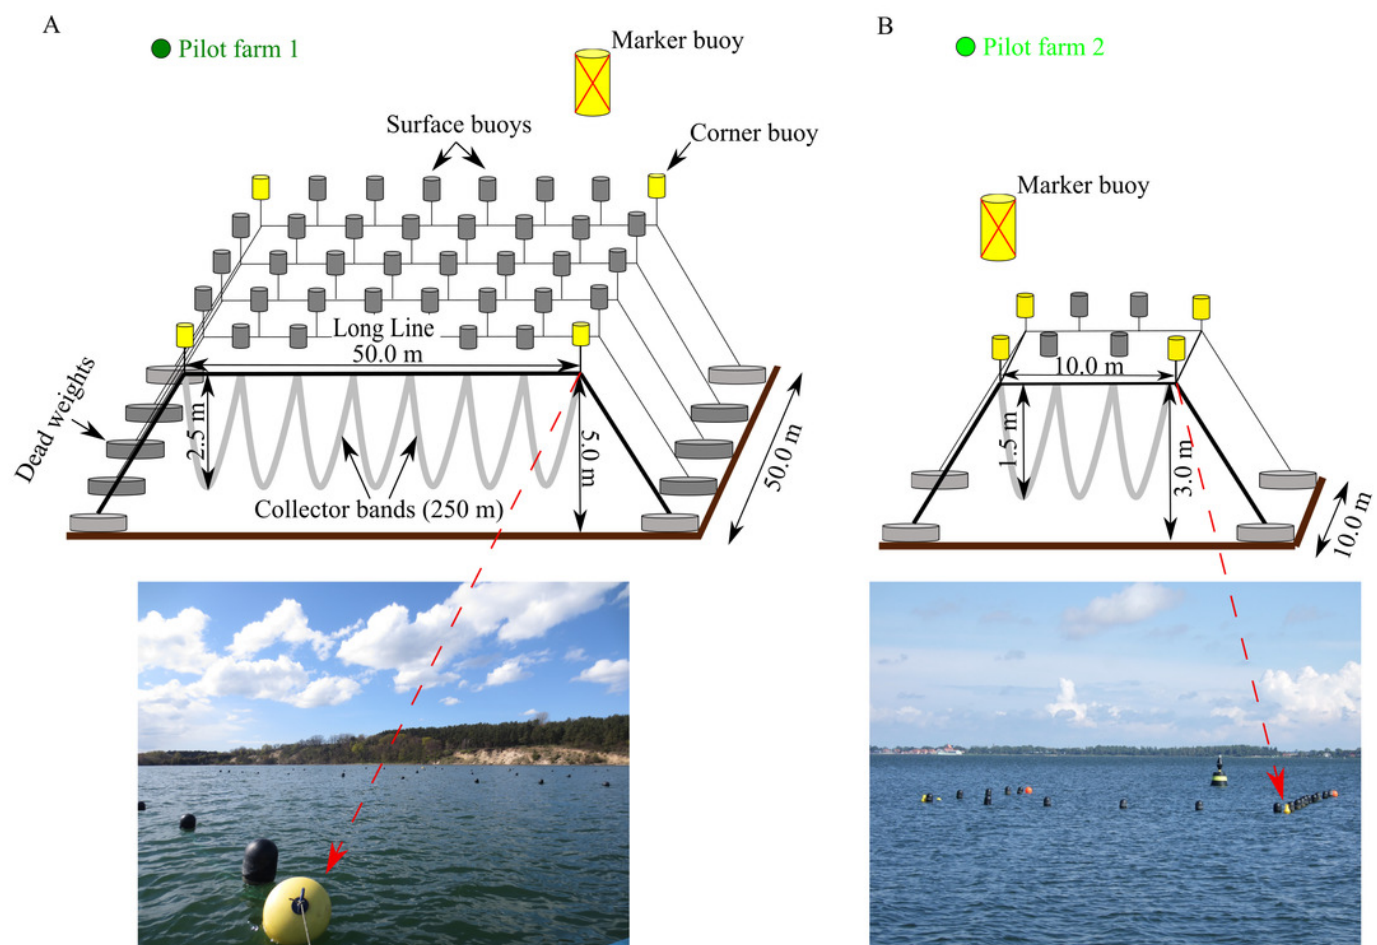 A
Pilot farm 1
Marker buoy
Surface buoys
Corner buoy
Long Line
50.0 m
Dead weights
2.5 m
5.0 m
50.0 m
Collector bands (250 m)
B
Pilot farm 2
Marker buoy
10.0 m
1.5 m
3.0 m
10.0 m